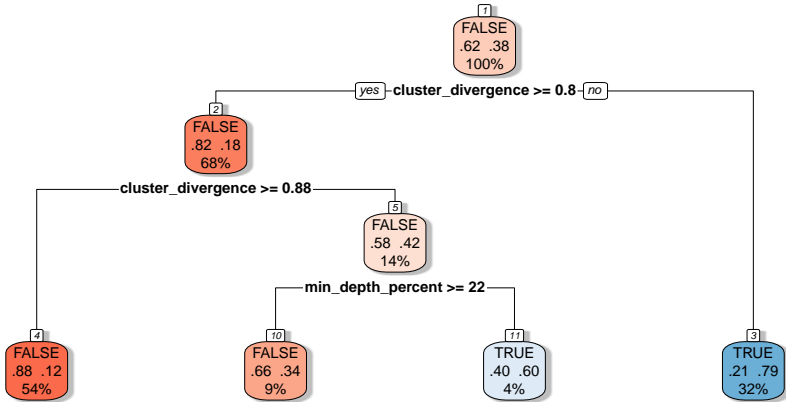 1
FALSE
.62 .38
100%
yes cluster_divergence >= 0.8 no
2
FALSE
.82 .18
68%
cluster_divergence >= 0.88
5
FALSE
.58 .42
14%
min_depth_percent >= 22
4
FALSE
.88 .12
54%
10
FALSE
.66 .34
9%
11
TRUE
.40 .60
4%
3
TRUE
.21 .79
32%